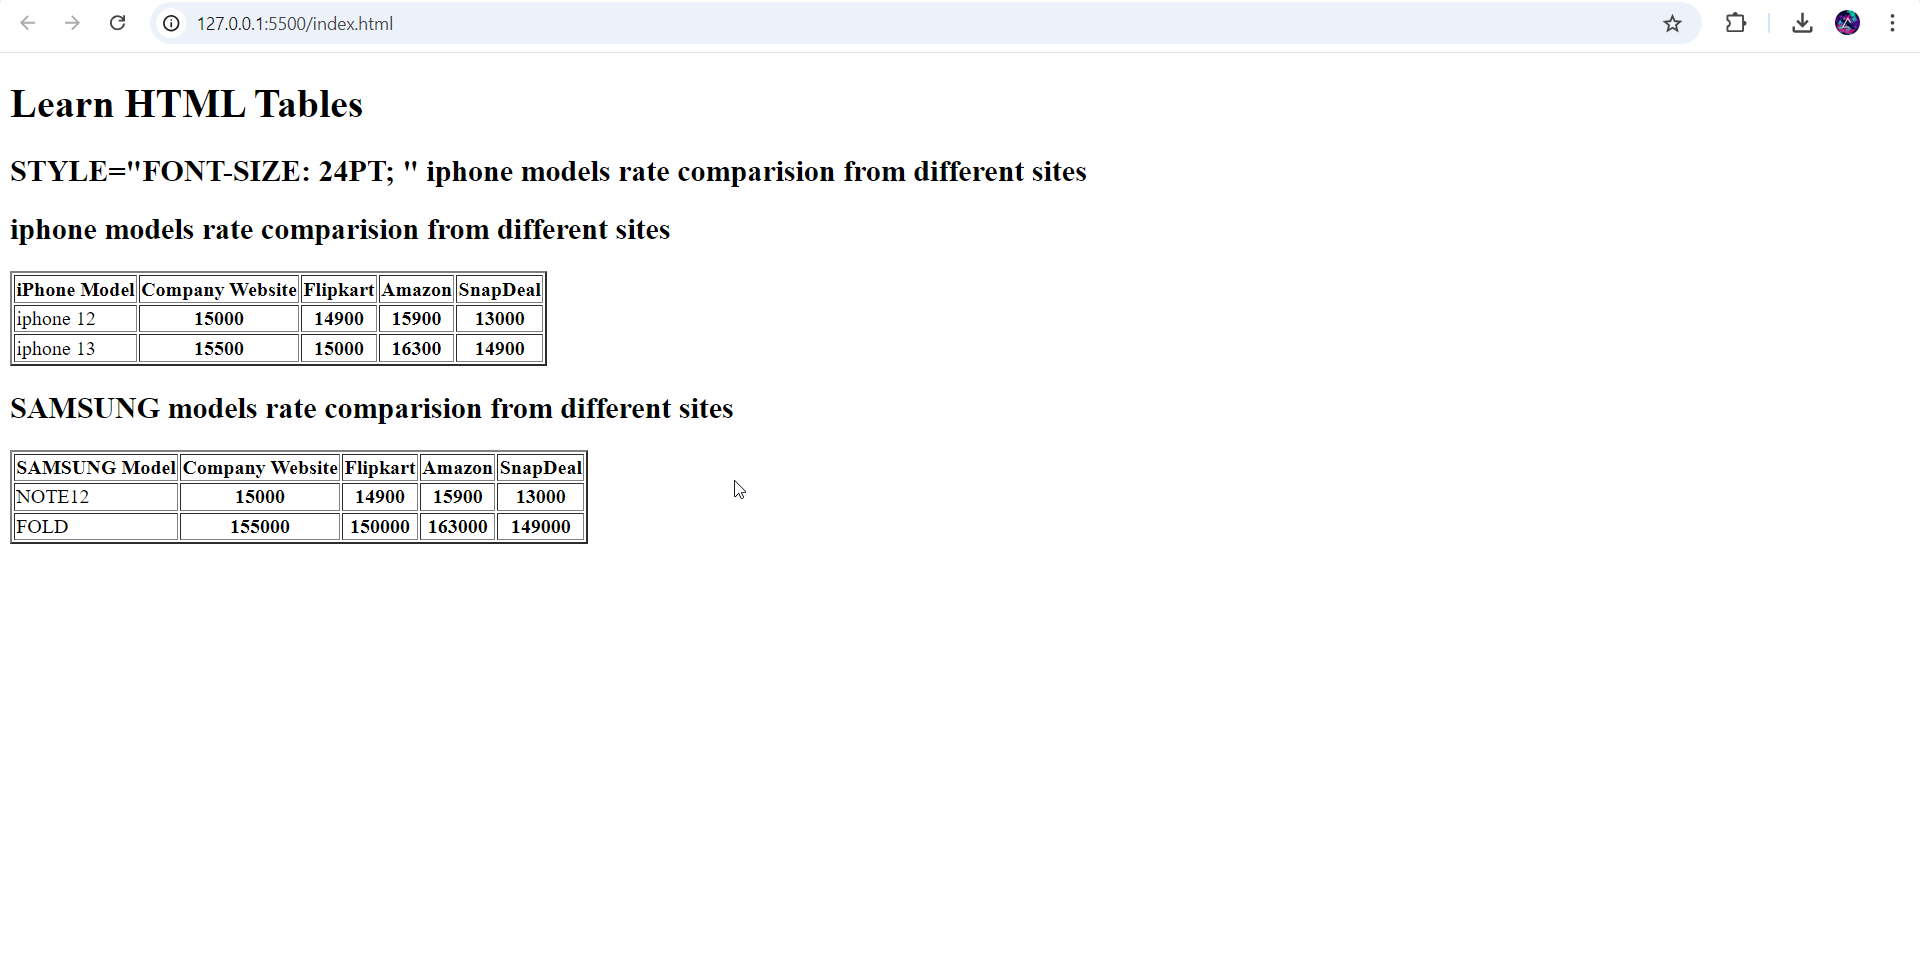 127.0.0.1:5500/index.html
Learn HTML Tables
STYLE="FONT-SIZE: 24PT; " iphone models rate comparision from different sites
iphone models rate comparision from different sites
iPhone Model Company Website Flipkart Amazon SnapDeal
iphone 12 15000 14900 15900 13000
iphone 13 15500 15000 16300 14900
SAMSUNG models rate comparision from different sites
SAMSUNG Model Company Website Flipkart Amazon SnapDeal
NOTE12 15000 14900 15900 13000
FOLD 155000 150000 163000 149000